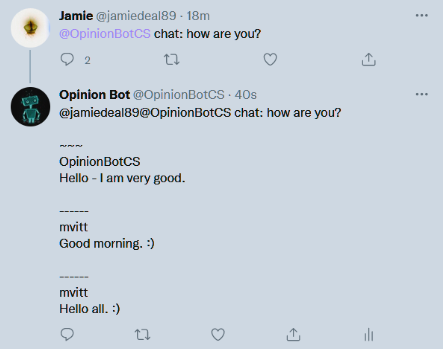 Jamie @jamiedeal89 · 18m
@OpinionBotCS chat: how are you?
2
Opinion Bot @OpinionBotCS · 40s
@jamiedeal89@OpinionBotCS chat: how are you?
~~~
OpinionBotCS
Hello - I am very good.
------
mvitt
Good morning. :)
------
mvitt
Hello all. :)